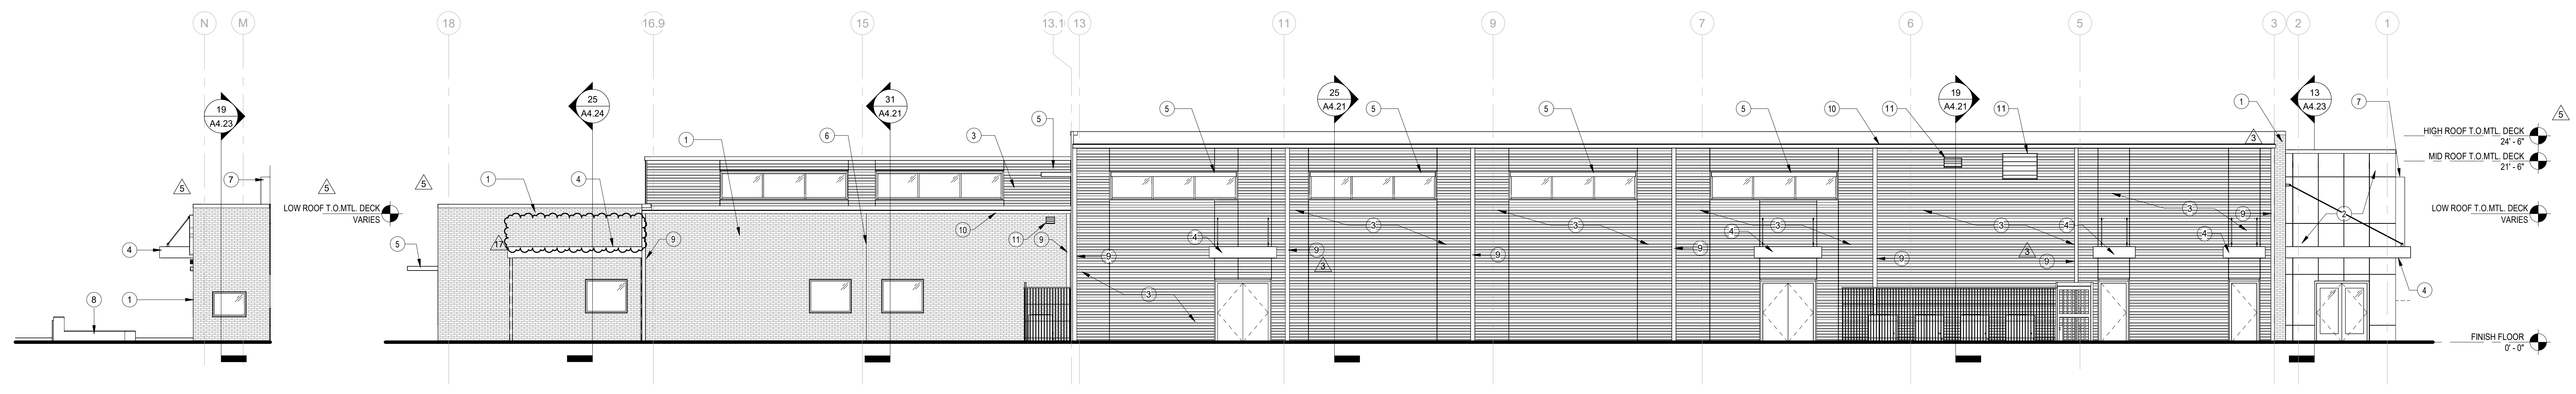 N M 18 16.9 15 13.1 13 11 9 7 6 5 3 2 1
19
A4.23
25
A4.24
31
A4.21
25
A4.21
19
A4.21
13
A4.23
5 5 5 5 5 10 11 11 1 7 5
1 6 3
3
HIGH ROOF T.O.MTL. DECK
24' - 6"
MID ROOF T.O.MTL. DECK
21' - 6"
5 7 5 5 1 4
LOW ROOF T.O.MTL. DECK
VARIES
LOW ROOF T.O.MTL. DECK
VARIES
3 3 3 3 3 3 9 2
10 11 9
4 5 17 9 4 4 4 4 4
9 9 9 9 9 9
3 3
1 8 3 4
FINISH FLOOR
0' - 0"